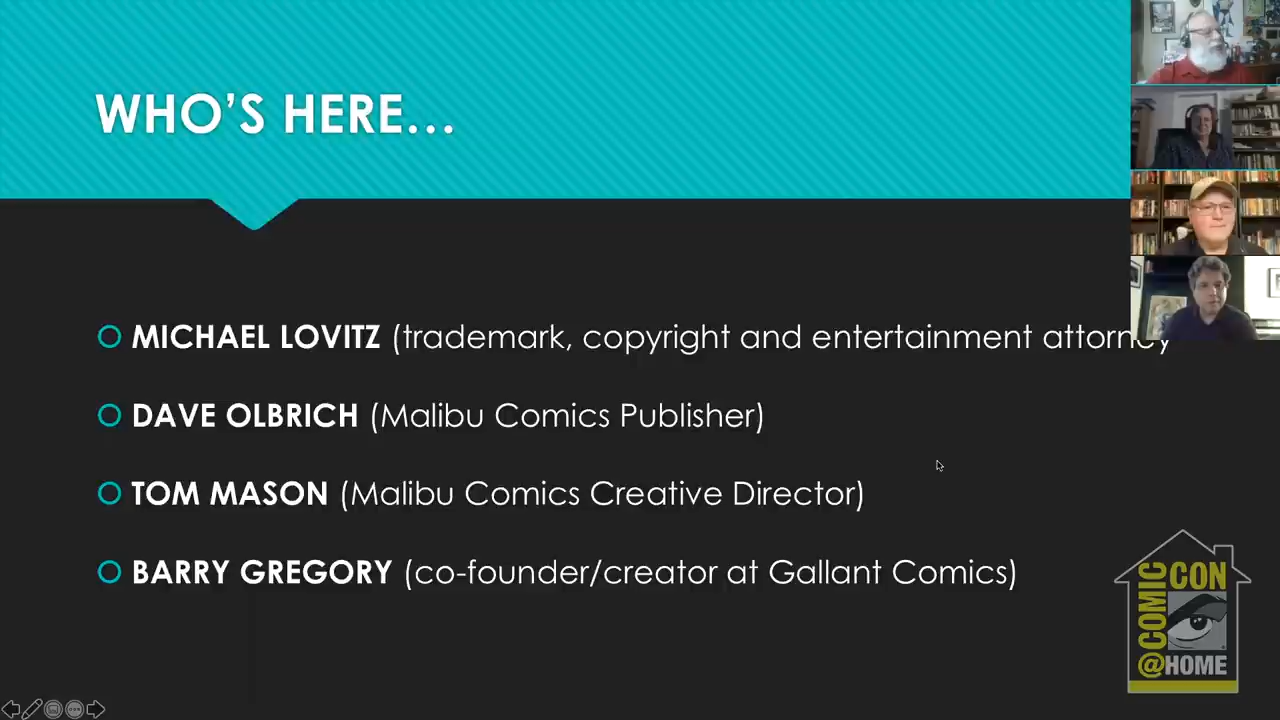 WHO'S HERE…
MICHAEL LOVITZ (trademark, copyright and entertainment attorney
DAVE OLBRICH (Malibu Comics Publisher)
TOM MASON (Malibu Comics Creative Director)
BARRY GREGORY (co-founder/creator at Gallant Comics)
COMIC
CON
@HOME